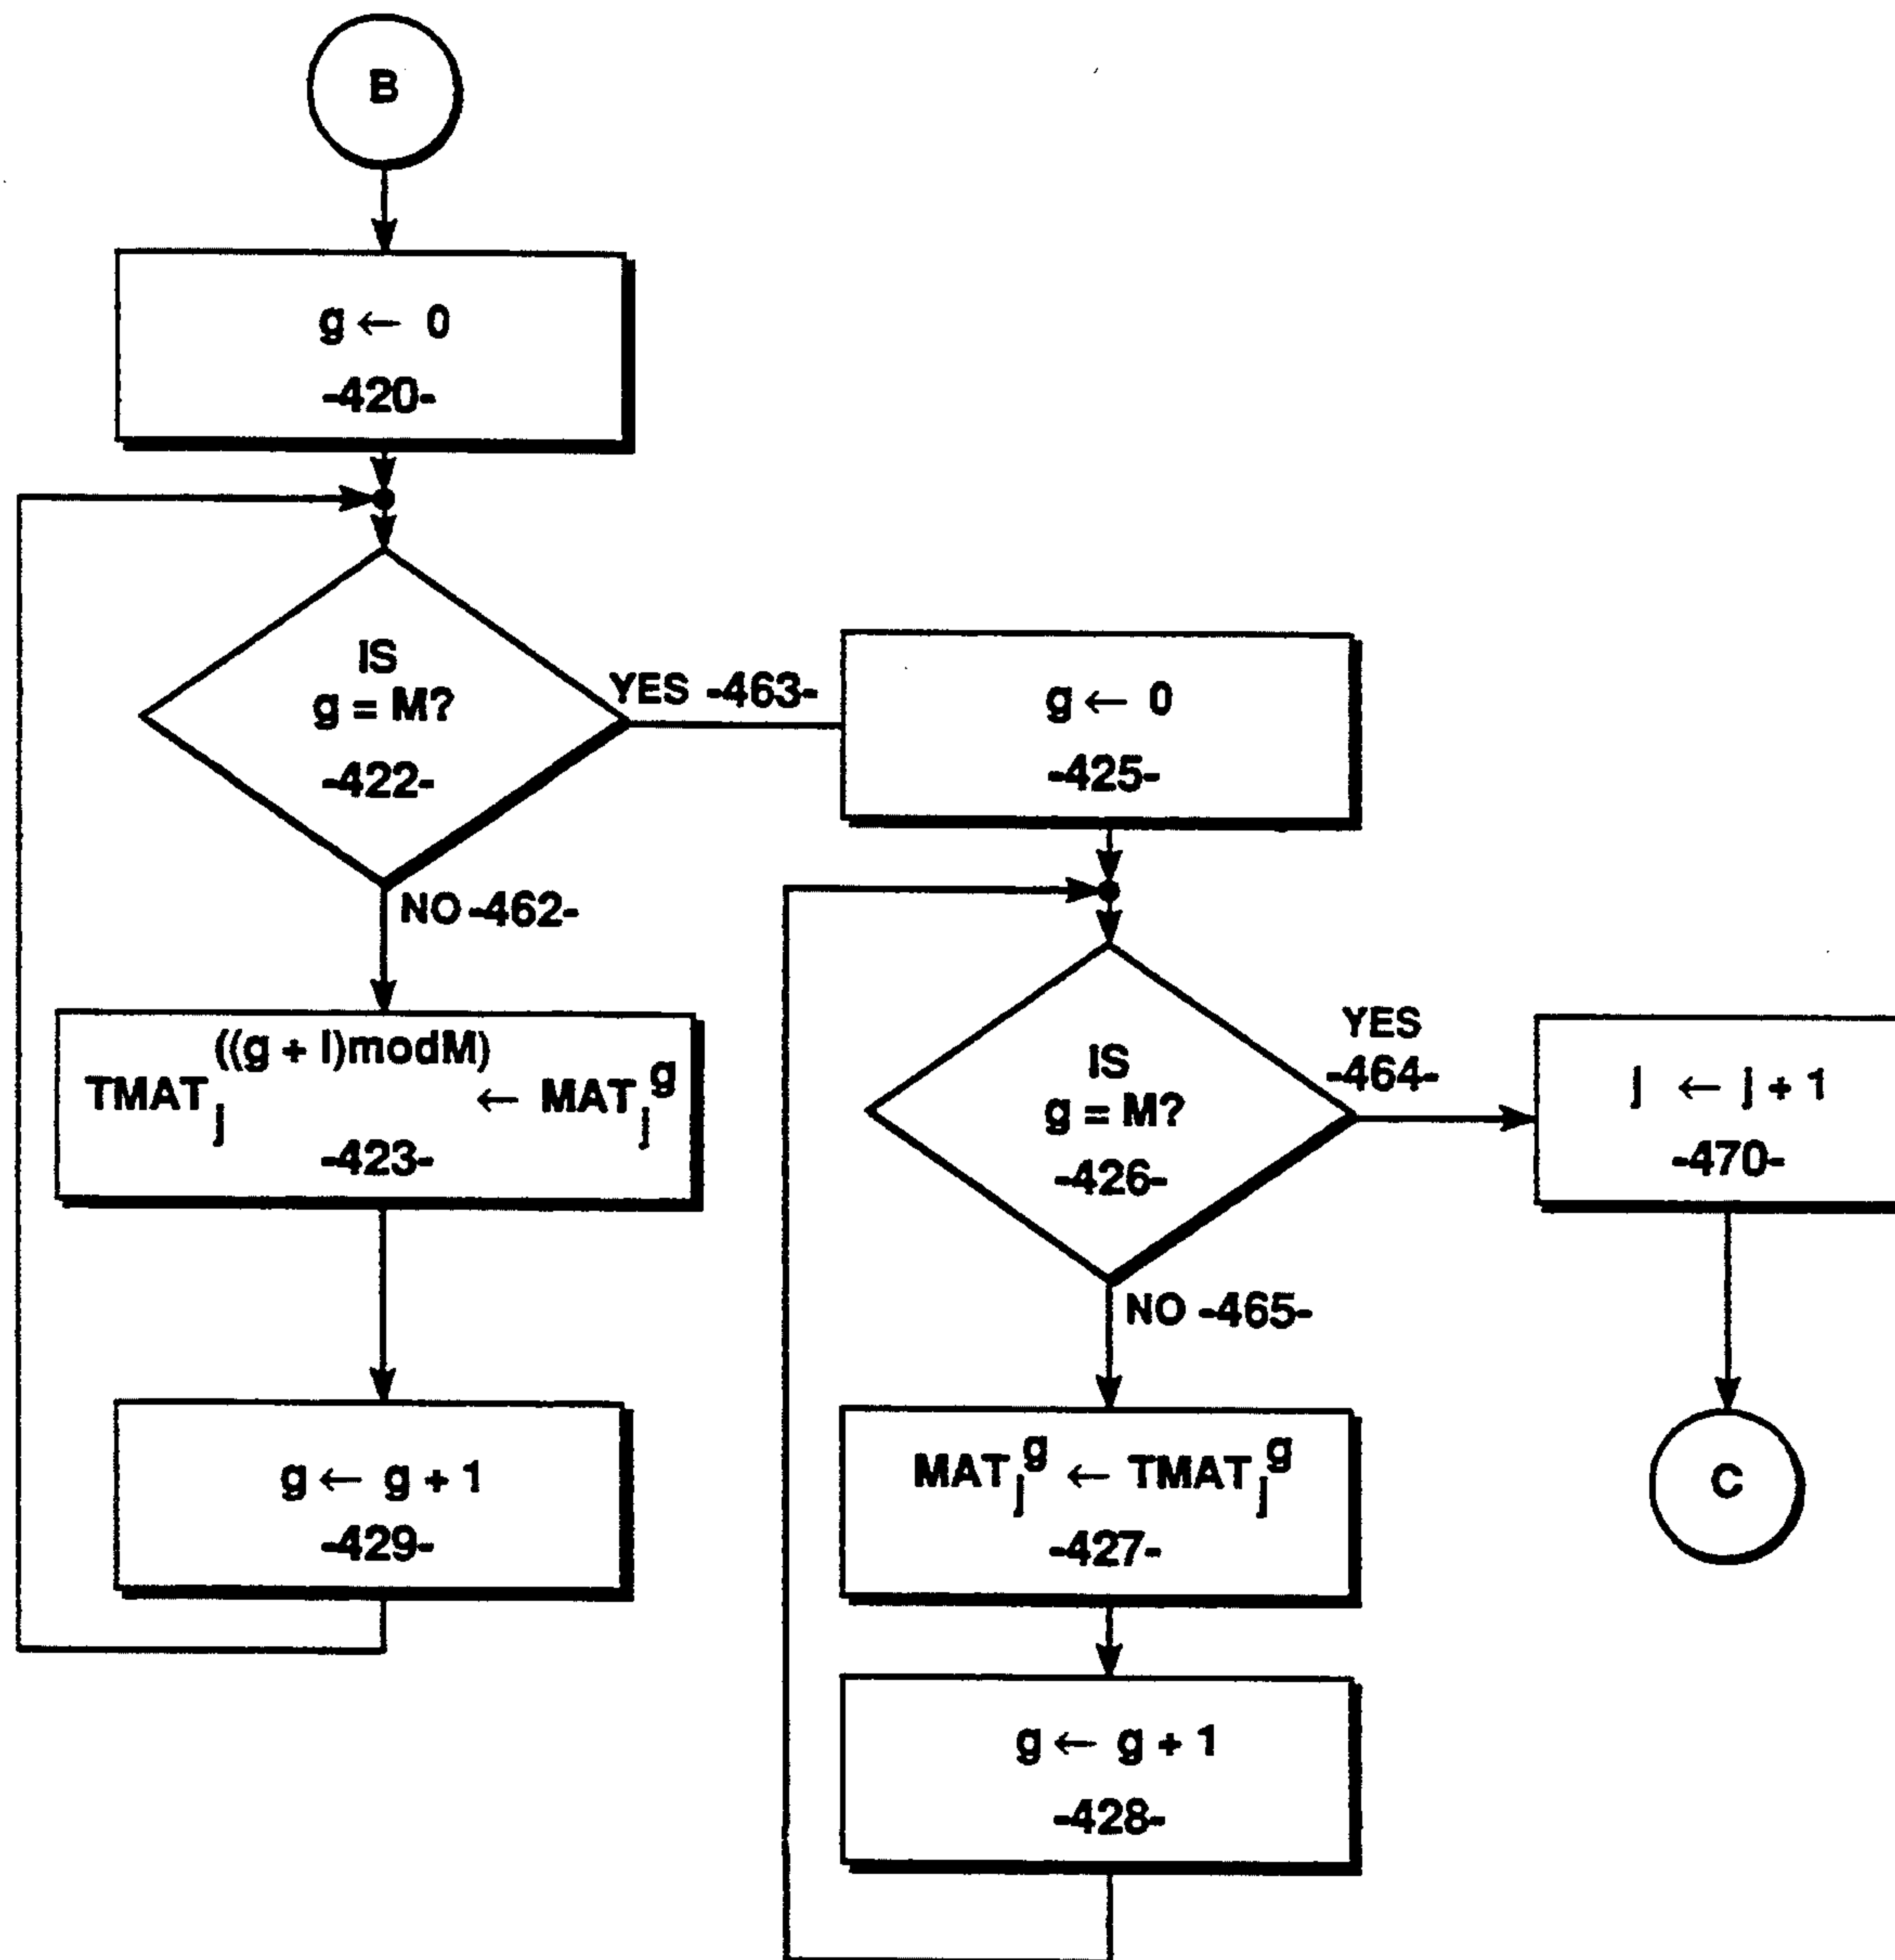 B
g ← 0
-420-
IS
g = M?
-422-
YES -463-
NO -462-
TMAT j ((g + l)modM) ← MAT j g
-423-
g ← g + 1
-429-
g ← 0
-425-
IS
g = M?
-426-
YES
-464-
NO -465-
MAT j g ← TMAT j g
-427-
g ← g + 1
-428-
j ← j + 1
-470-
C